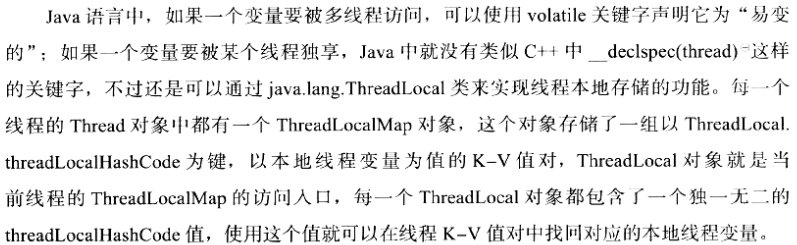 Java 语言中，如果一个变量要被多线程访问，可以使用 volatile 关键字声明它为“易变
的”；如果一个变量要被某个线程独享，Java 中就没有类似 C++ 中 __declspec(thread) 这样
的关键字，不过还是可以通过 java.lang.ThreadLocal 类来实现线程本地存储的功能。每一个
线程的 Thread 对象中都有一个 ThreadLocalMap 对象，这个对象存储了一组以 ThreadLocal.
threadLocalHashCode 为键，以本地线程变量为值的 K–V 值对，ThreadLocal 对象就是当
前线程的 ThreadLocalMap 的访问入口，每一个 ThreadLocal 对象都包含了一个独一无二的
threadLocalHashCode 值，使用这个值就可以在线程 K–V 值对中找回对应的本地线程变量。